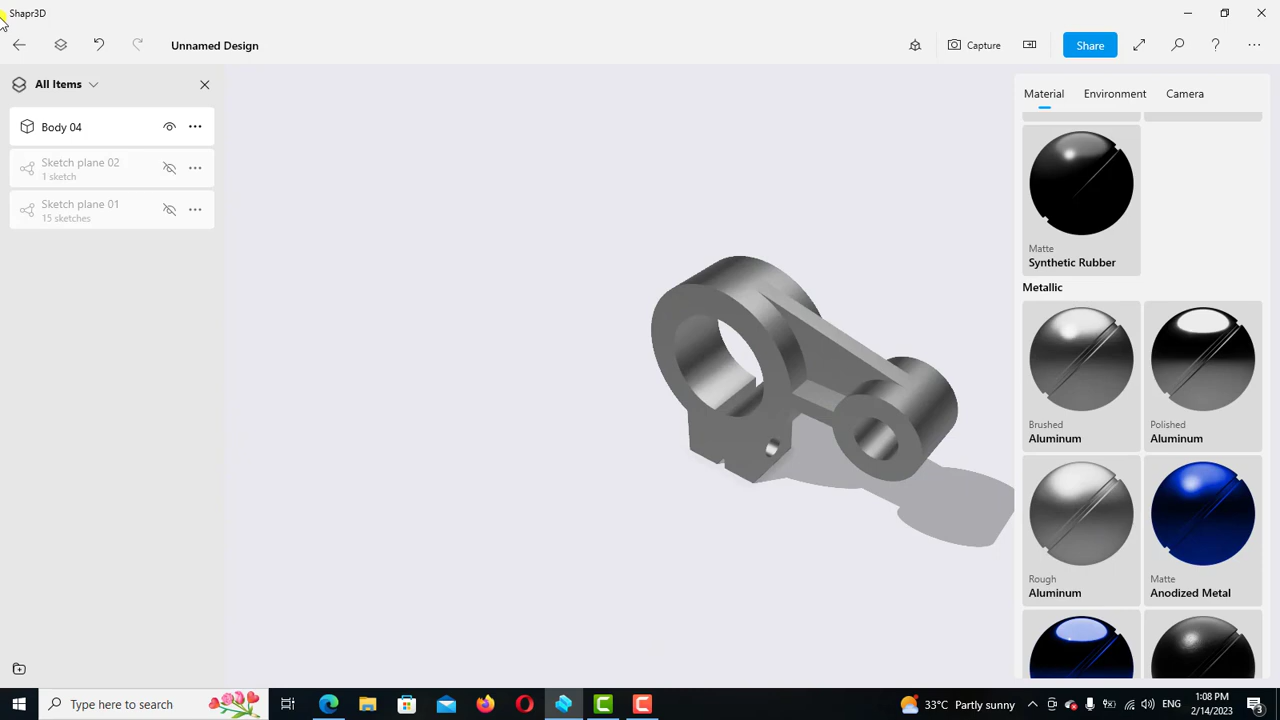 Shapr3D
Unnamed Design
Capture
Share
All Items
Body 04
Sketch plane 02
1 sketch
Sketch plane 01
15 sketches
Material Environment Camera
Matte
Synthetic Rubber
Metallic
Brushed
Aluminum
Polished
Aluminum
Rough
Aluminum
Matte
Anodized Metal
Type here to search
33°C Partly sunny
ENG
1:08 PM
2/14/2023
3